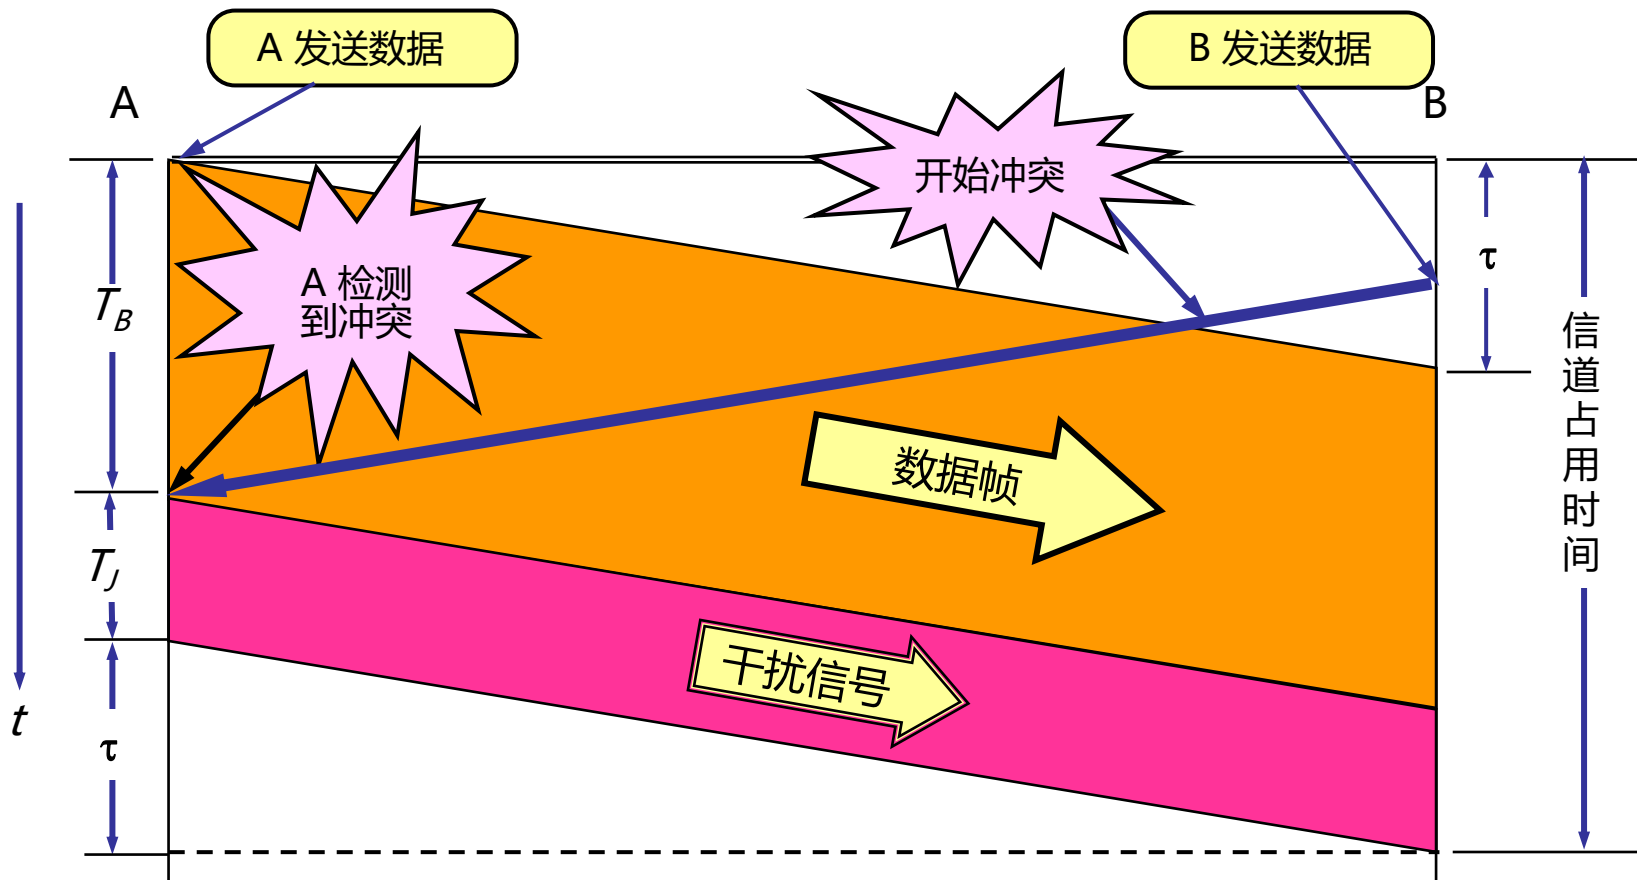 A 发送数据
B 发送数据
A
B
开始冲突
A 检测
到冲突
T_B
τ
信道占用时间
数据帧
T_J
干扰信号
t
τ